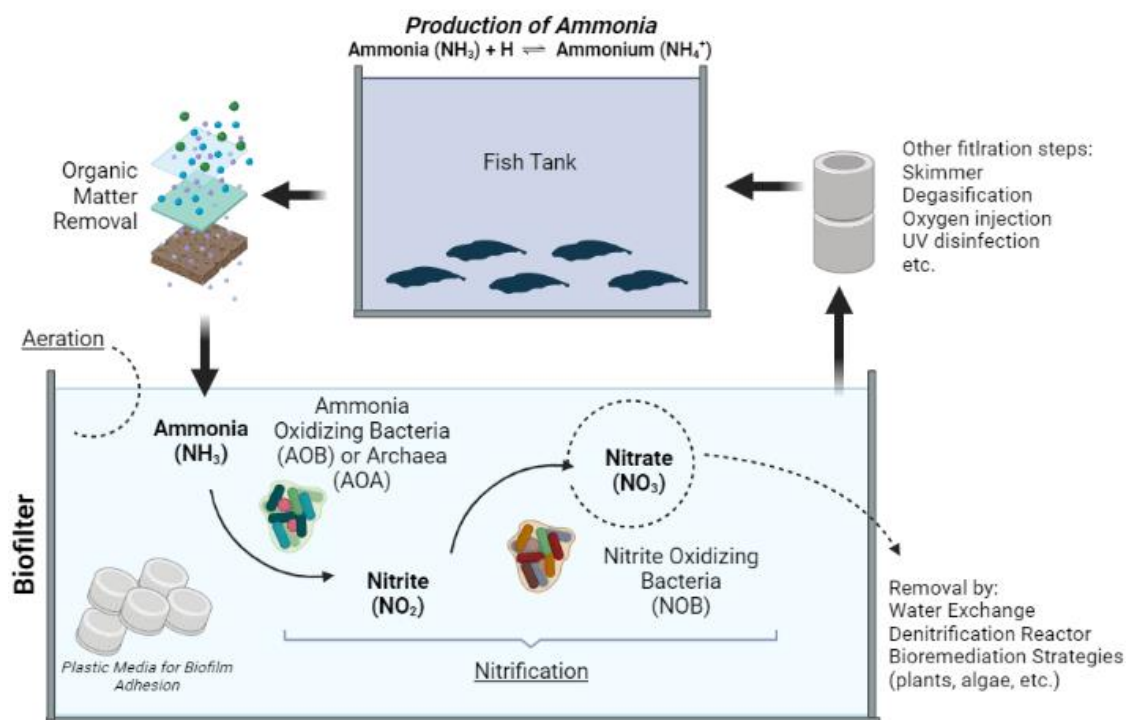 Production of Ammonia
Ammonia (NH₃) + H ⇌ Ammonium (NH₄⁺)
Fish Tank
Organic
Matter
Removal
Other fitlration steps:
Skimmer
Degasification
Oxygen injection
UV disinfection
etc.
Aeration
Biofilter
Ammonia
(NH₃)
Ammonia
Oxidizing Bacteria
(AOB) or Archaea
(AOA)
Nitrite
(NO₂)
Nitrate
(NO₃)
Nitrite Oxidizing
Bacteria
(NOB)
Nitrification
Plastic Media for Biofilm
Adhesion
Removal by:
Water Exchange
Denitrification Reactor
Bioremediation Strategies
(plants, algae, etc.)